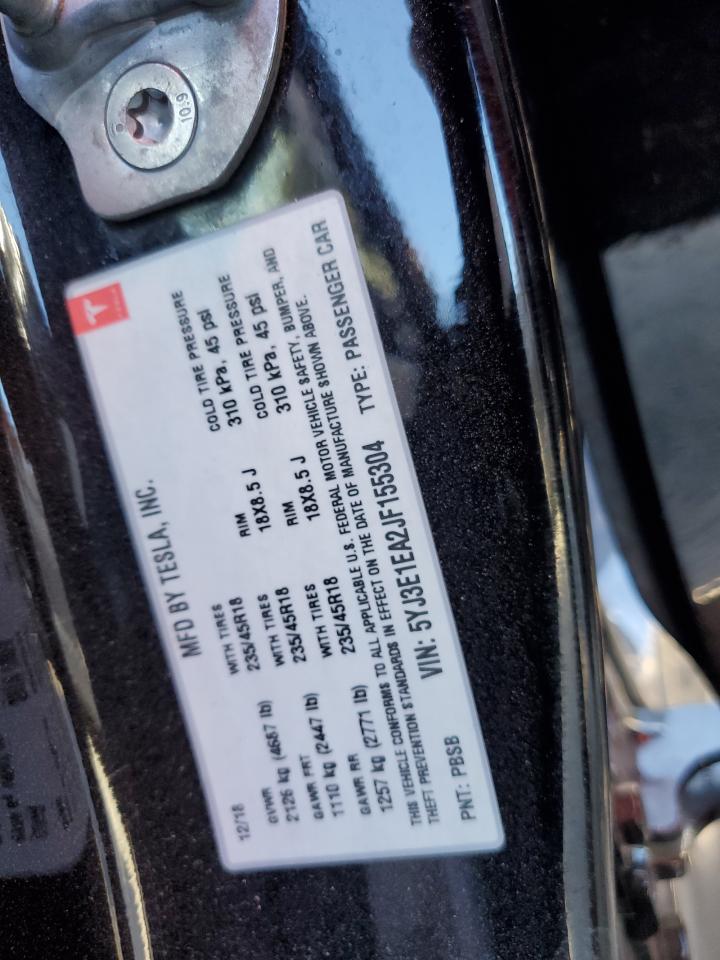 10.9
TESLA
MFD BY TESLA, INC.
12/18
GVWR
2126 kg (4687 lb)
WITH TIRES
235/45R18
RIM
18X8.5 J
COLD TIRE PRESSURE
310 kPa, 45 psi
GAWR FRT
1110 kg (2447 lb)
WITH TIRES
235/45R18
RIM
18X8.5 J
COLD TIRE PRESSURE
310 kPa, 45 psi
GAWR RR
1257 kg (2771 lb)
WITH TIRES
235/45R18
THIS VEHICLE CONFORMS TO ALL APPLICABLE U.S. FEDERAL MOTOR VEHICLE SAFETY, BUMPER, AND
THEFT PREVENTION STANDARDS IN EFFECT ON THE DATE OF MANUFACTURE SHOWN ABOVE.
VIN: 5YJ3E1EA2JF155304 TYPE: PASSENGER CAR
PNT: PBSB